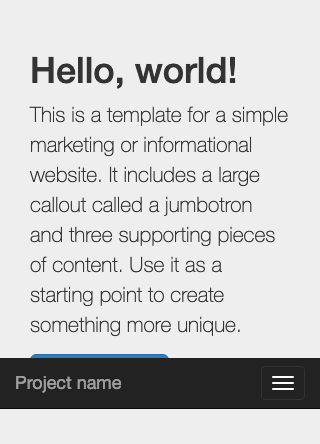 Hello, world!
This is a template for a simple
marketing or informational
website. It includes a large
callout called a jumbotron
and three supporting pieces
of content. Use it as a
starting point to create
something more unique.
Project name